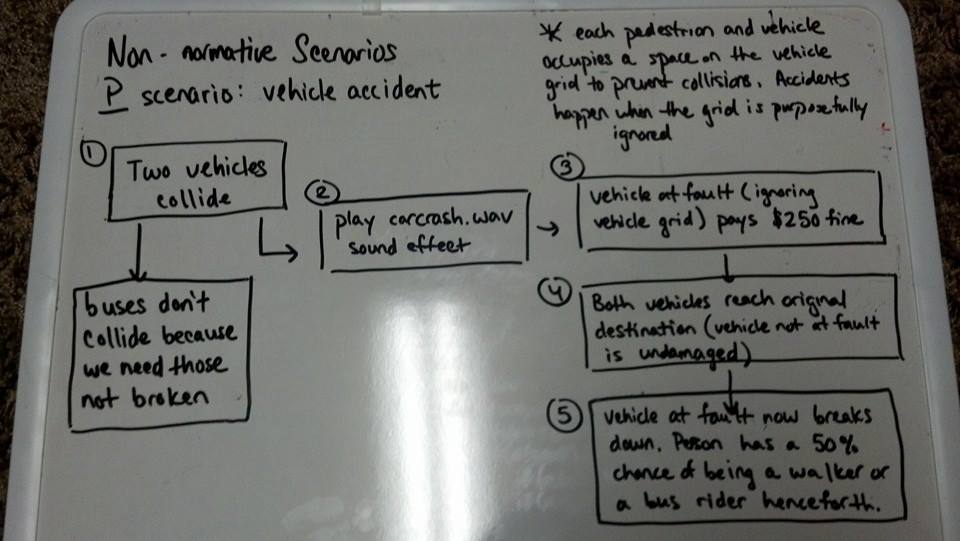 Non-normative Scenarios
P scenario: vehicle accident
* each pedestrian and vehicle
occupies a space on the vehicle
grid to prevent collisions. Accidents
happen when the grid is purposefully
ignored
①
Two vehicles
collide
buses don't
collide because
we need those
not broken
②
play carcrash.wav
sound effect
③
vehicle at fault (ignoring
vehicle grid) pays $250 fine
④
Both vehicles reach original
destination (vehicle not at fault
is undamaged)
⑤
vehicle at fault now breaks
down. Person has a 50%
chance of being a walker or
a bus rider henceforth.